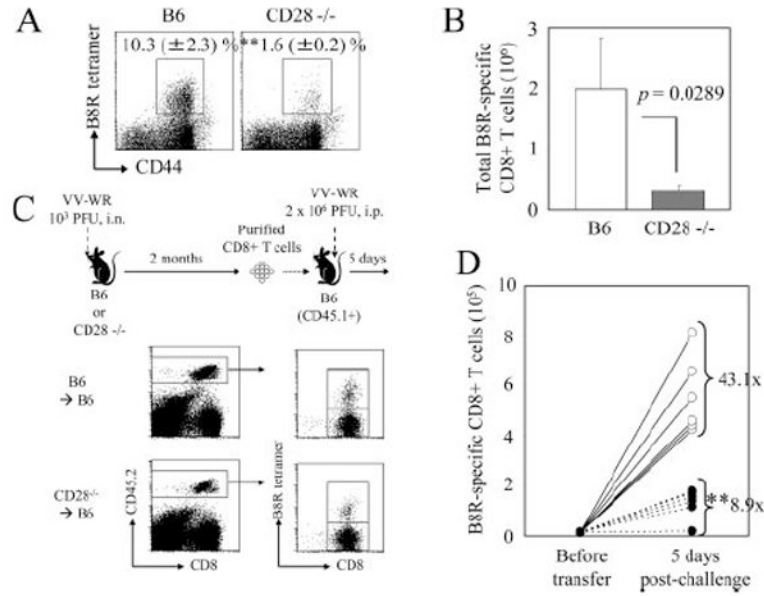 A
B6
CD28 -/-
10.3 (±2.3) %
**1.6 (±0.2) %
B8R tetramer
CD44
B
Total B8R-specific
CD8+ T cells (10⁶)
3
2
1
0
p = 0.0289
B6
CD28 -/-
C
VV-WR
10³ PFU, i.n.
VV-WR
2 x 10⁶ PFU, i.p.
Purified
CD8+ T cells
2 months
5 days
B6
or
CD28 -/-
B6
(CD45.1+)
B6
→ B6
CD28-/-
→ B6
CD45.2
CD8
B8R tetramer
CD8
D
B8R-specific CD8+ T cells (10⁵)
10
8
6
4
2
0
43.1x
**8.9x
Before
transfer
5 days
post-challenge